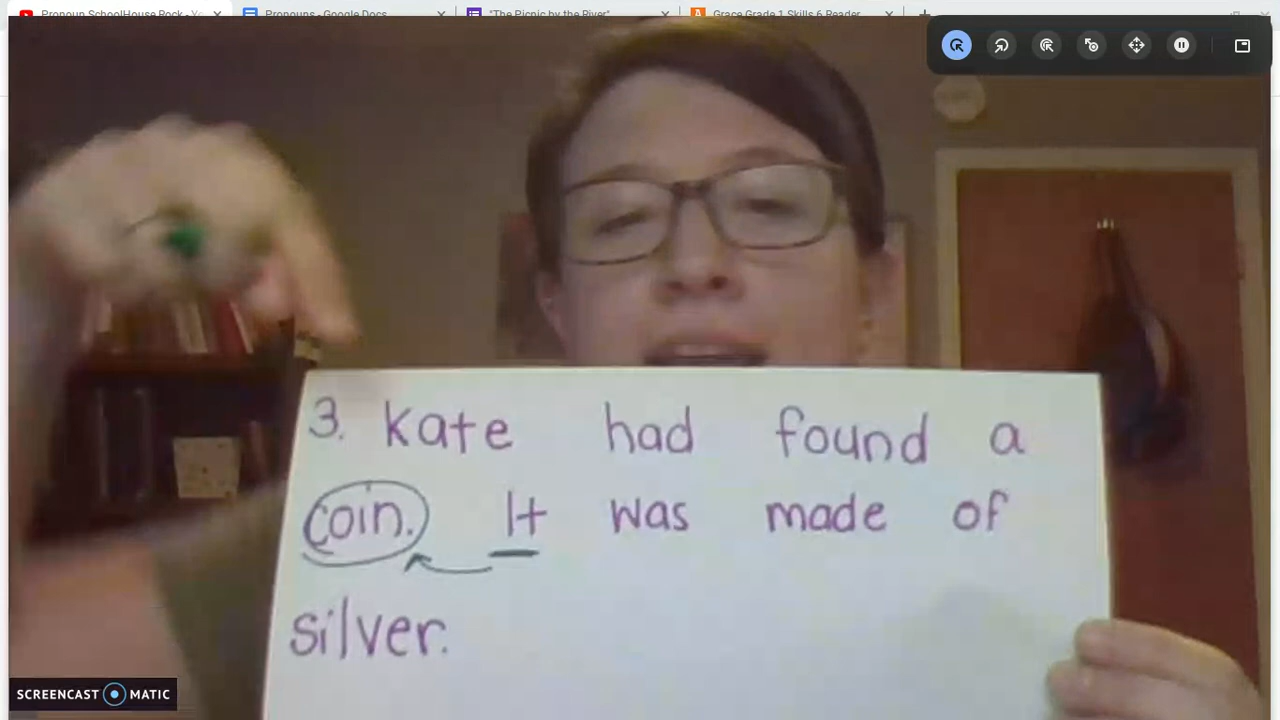 Pronoun SchoolHouse Rock - Yo
Pronouns - Google Docs
"The Picnic by the River"
Grace Grade 1 Skills 6 Reader
3. Kate had found a
coin. It was made of
silver.
SCREENCAST MATIC